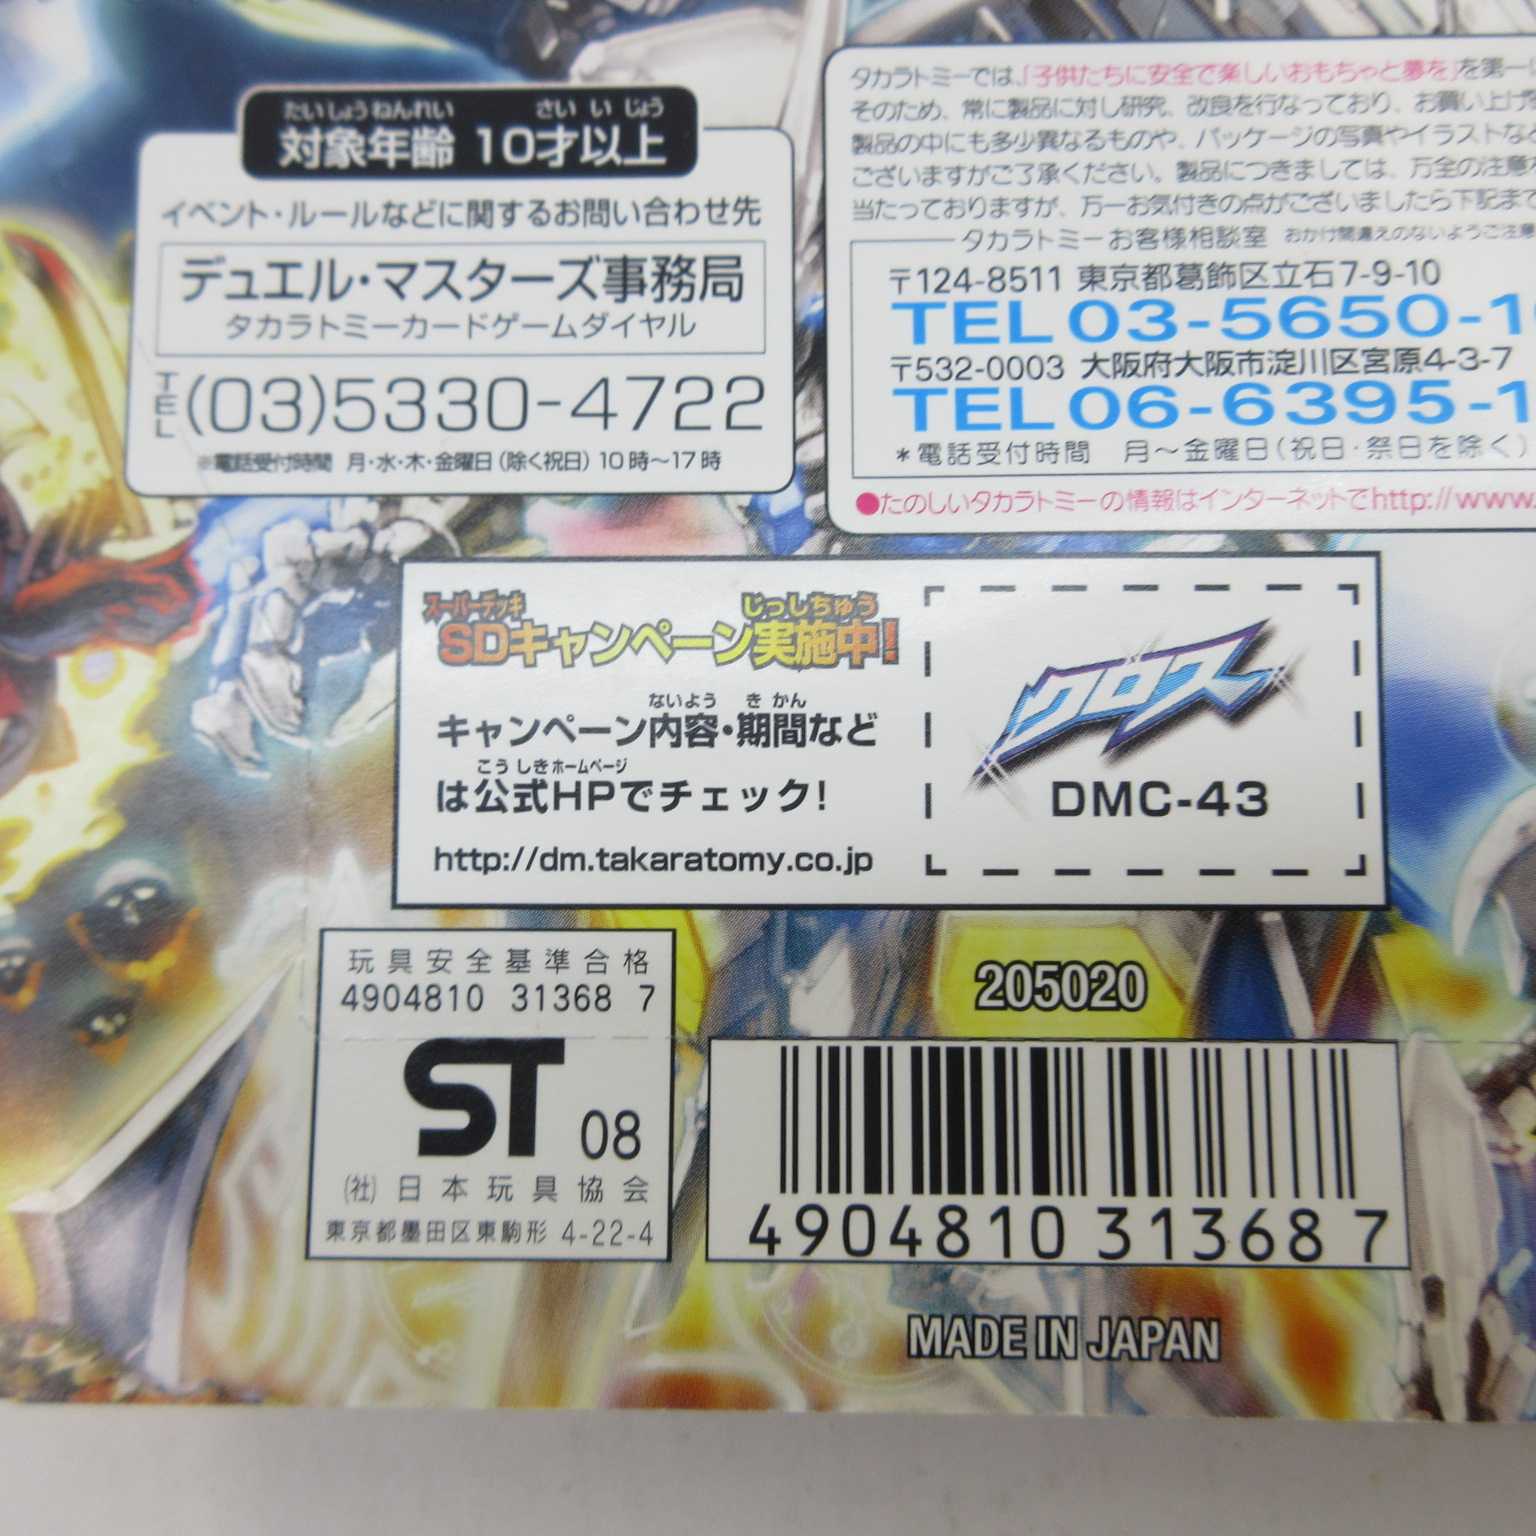 たいしょうねんれい さい い じょう
対象年齢 10才以上
イベント・ルールなどに関するお問い合わせ先
デュエル・マスターズ事務局
タカラトミーカードゲームダイヤル
TEL (03)5330-4722
※電話受付時間 月・水・木・金曜日(除く祝日) 10時～17時
タカラトミーでは、「子供たちに安全で楽しいおもちゃと夢を」を第一に
そのため、常に製品に対し研究、改良を行なっており、お買い上げ
製品の中にも多少異なるものや、パッケージの写真やイラストな
ございますがご了承ください。製品につきましては、万全の注意
当たっておりますが、万一お気付きの点がございましたら下記まで
タカラトミーお客様相談室 おかけ間違えのないようご注意
〒124-8511 東京都葛飾区立石7-9-10
TEL 03-5650-1
〒532-0003 大阪府大阪市淀川区宮原4-3-7
TEL 06-6395-1
*電話受付時間 月～金曜日(祝日・祭日を除く)
●たのしいタカラトミーの情報はインターネットでhttp://www.
スーパーデッキ じっしちゅう
SDキャンペーン実施中!
ないよう き かん
キャンペーン内容・期間など
こう しきホームページ
は公式HPでチェック!
http://dm.takaratomy.co.jp
クロス
DMC-43
玩具安全基準合格
4904810 31368 7
ST 08
(社)日本玩具協会
東京都墨田区東駒形 4-22-4
205020
4904810 313687
MADE IN JAPAN